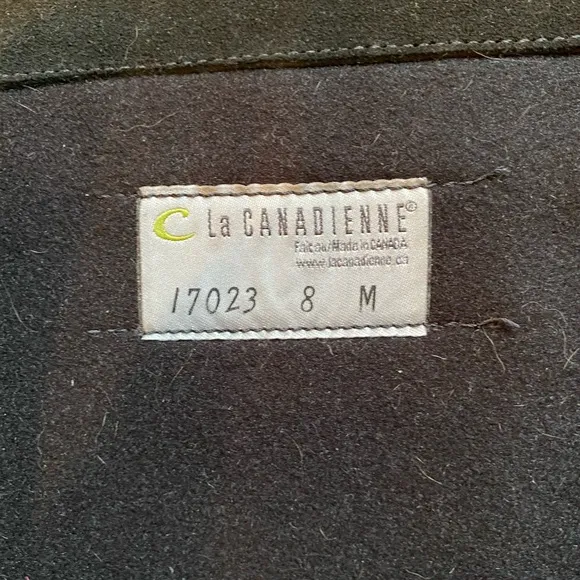 C La CANADIENNE®
Fait au/Made in CANADA
www.lacanadienne.ca
17023 8 M